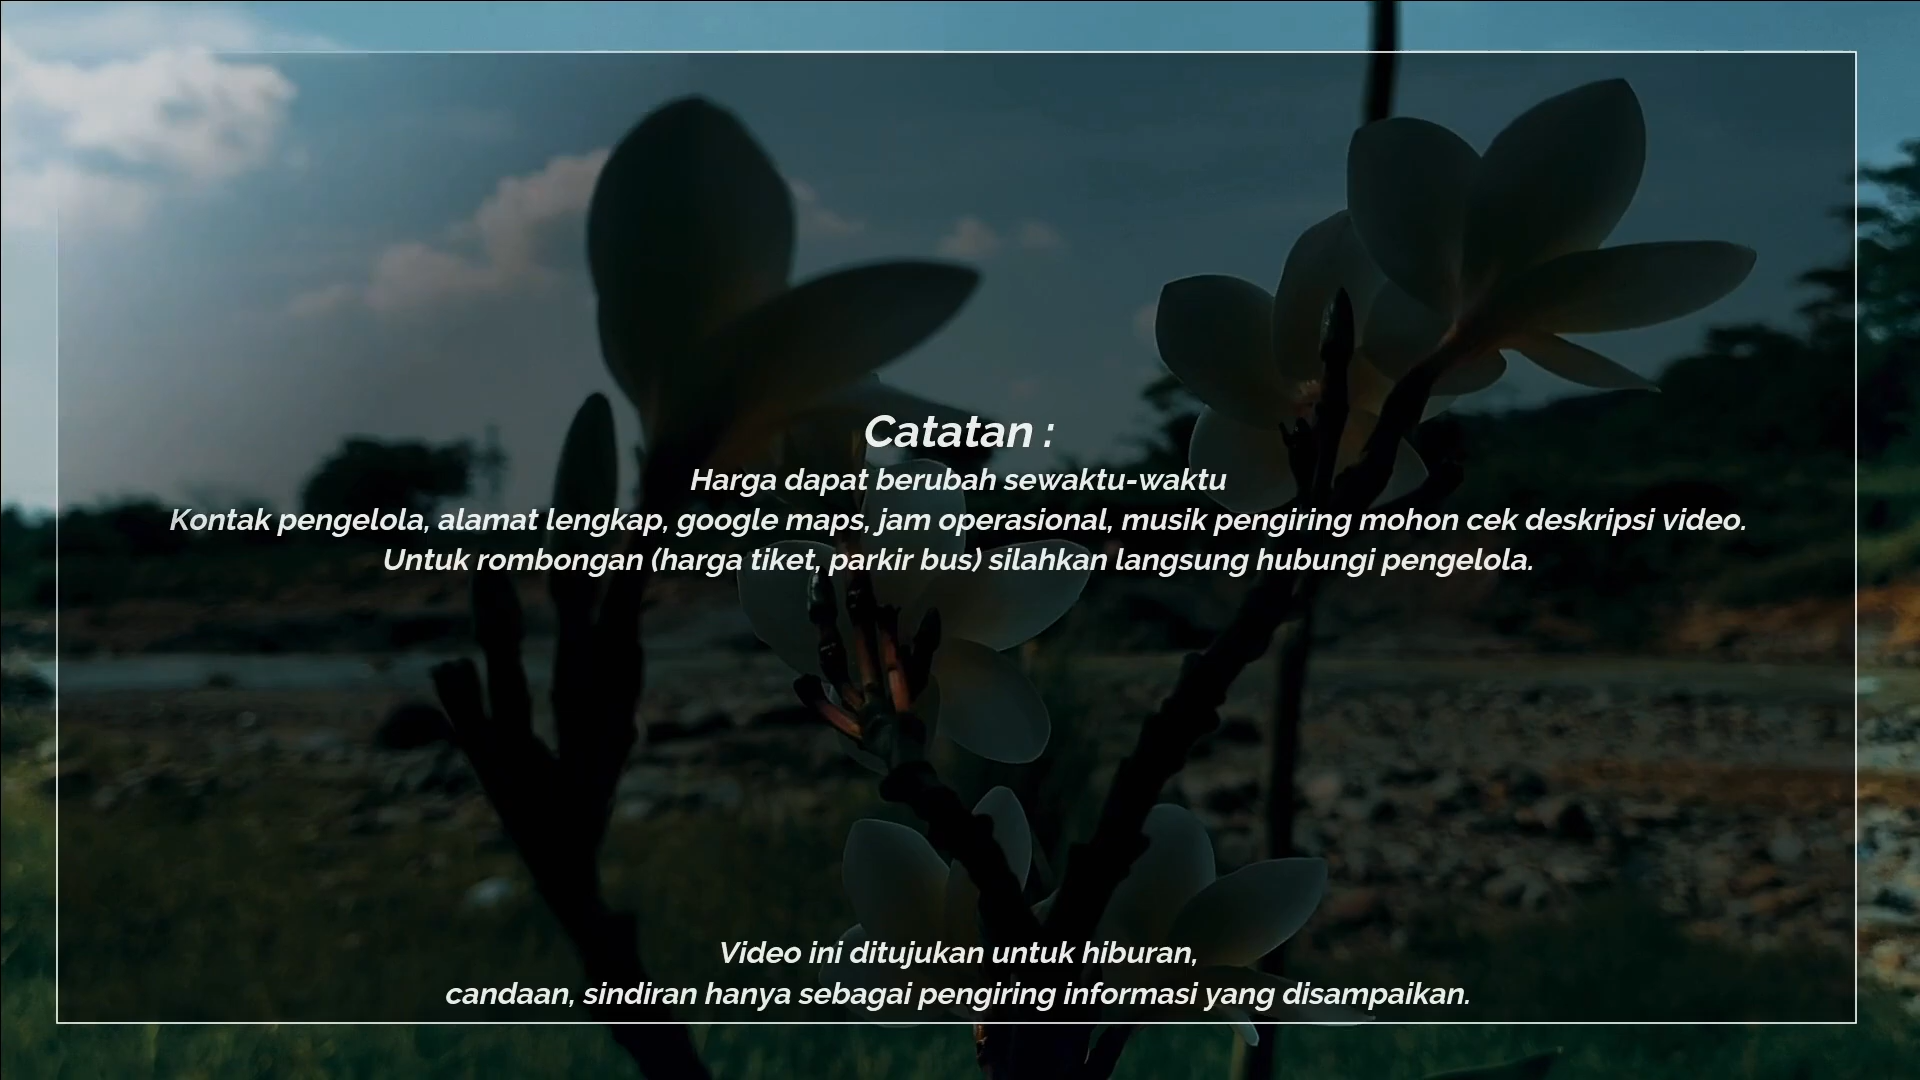 Catatan :
Harga dapat berubah sewaktu-waktu
Kontak pengelola, alamat lengkap, google maps, jam operasional, musik pengiring mohon cek deskripsi video.
Untuk rombongan (harga tiket, parkir bus) silahkan langsung hubungi pengelola.
Video ini ditujukan untuk hiburan,
candaan, sindiran hanya sebagai pengiring informasi yang disampaikan.